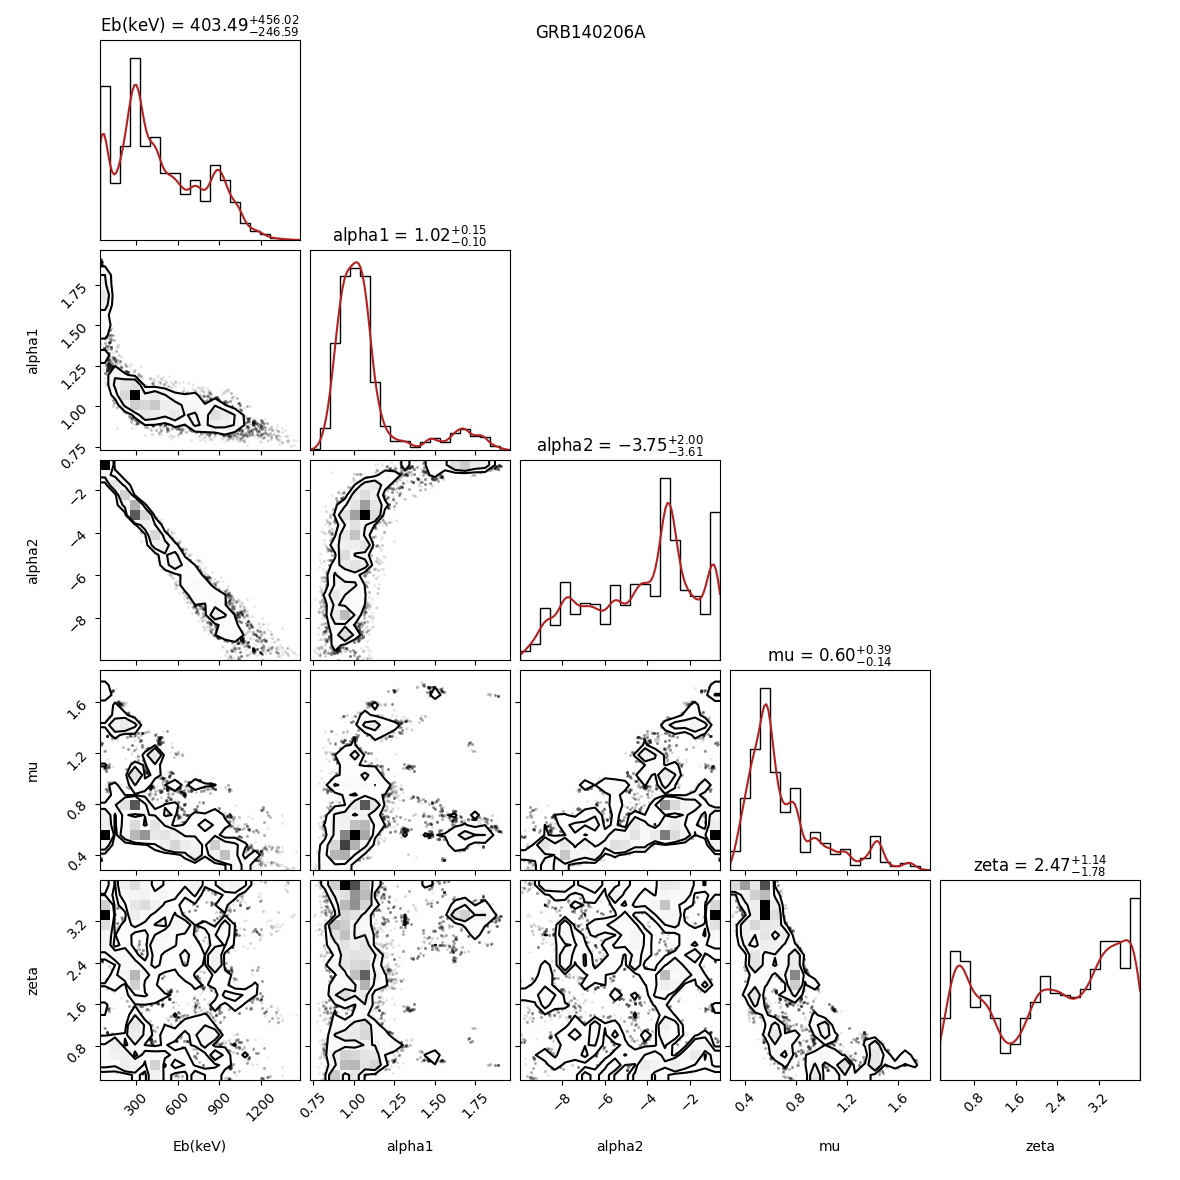 GRB140206A
Eb(keV) = 403.49+456.02−246.59
alpha1 = 1.02+0.15−0.10
alpha1
1.75
1.50
1.25
1.00
0.75
alpha2 = −3.75+2.00−3.61
alpha2
−2
−4
−6
−8
mu = 0.60+0.39−0.14
mu
1.6
1.2
0.8
0.4
zeta = 2.47+1.14−1.78
zeta
3.2
2.4
1.6
0.8
300 600 900 1200 0.75 1.00 1.25 1.50 1.75 −8 −6 −4 −2 0.4 0.8 1.2 1.6 0.8 1.6 2.4 3.2
Eb(keV) alpha1 alpha2 mu zeta